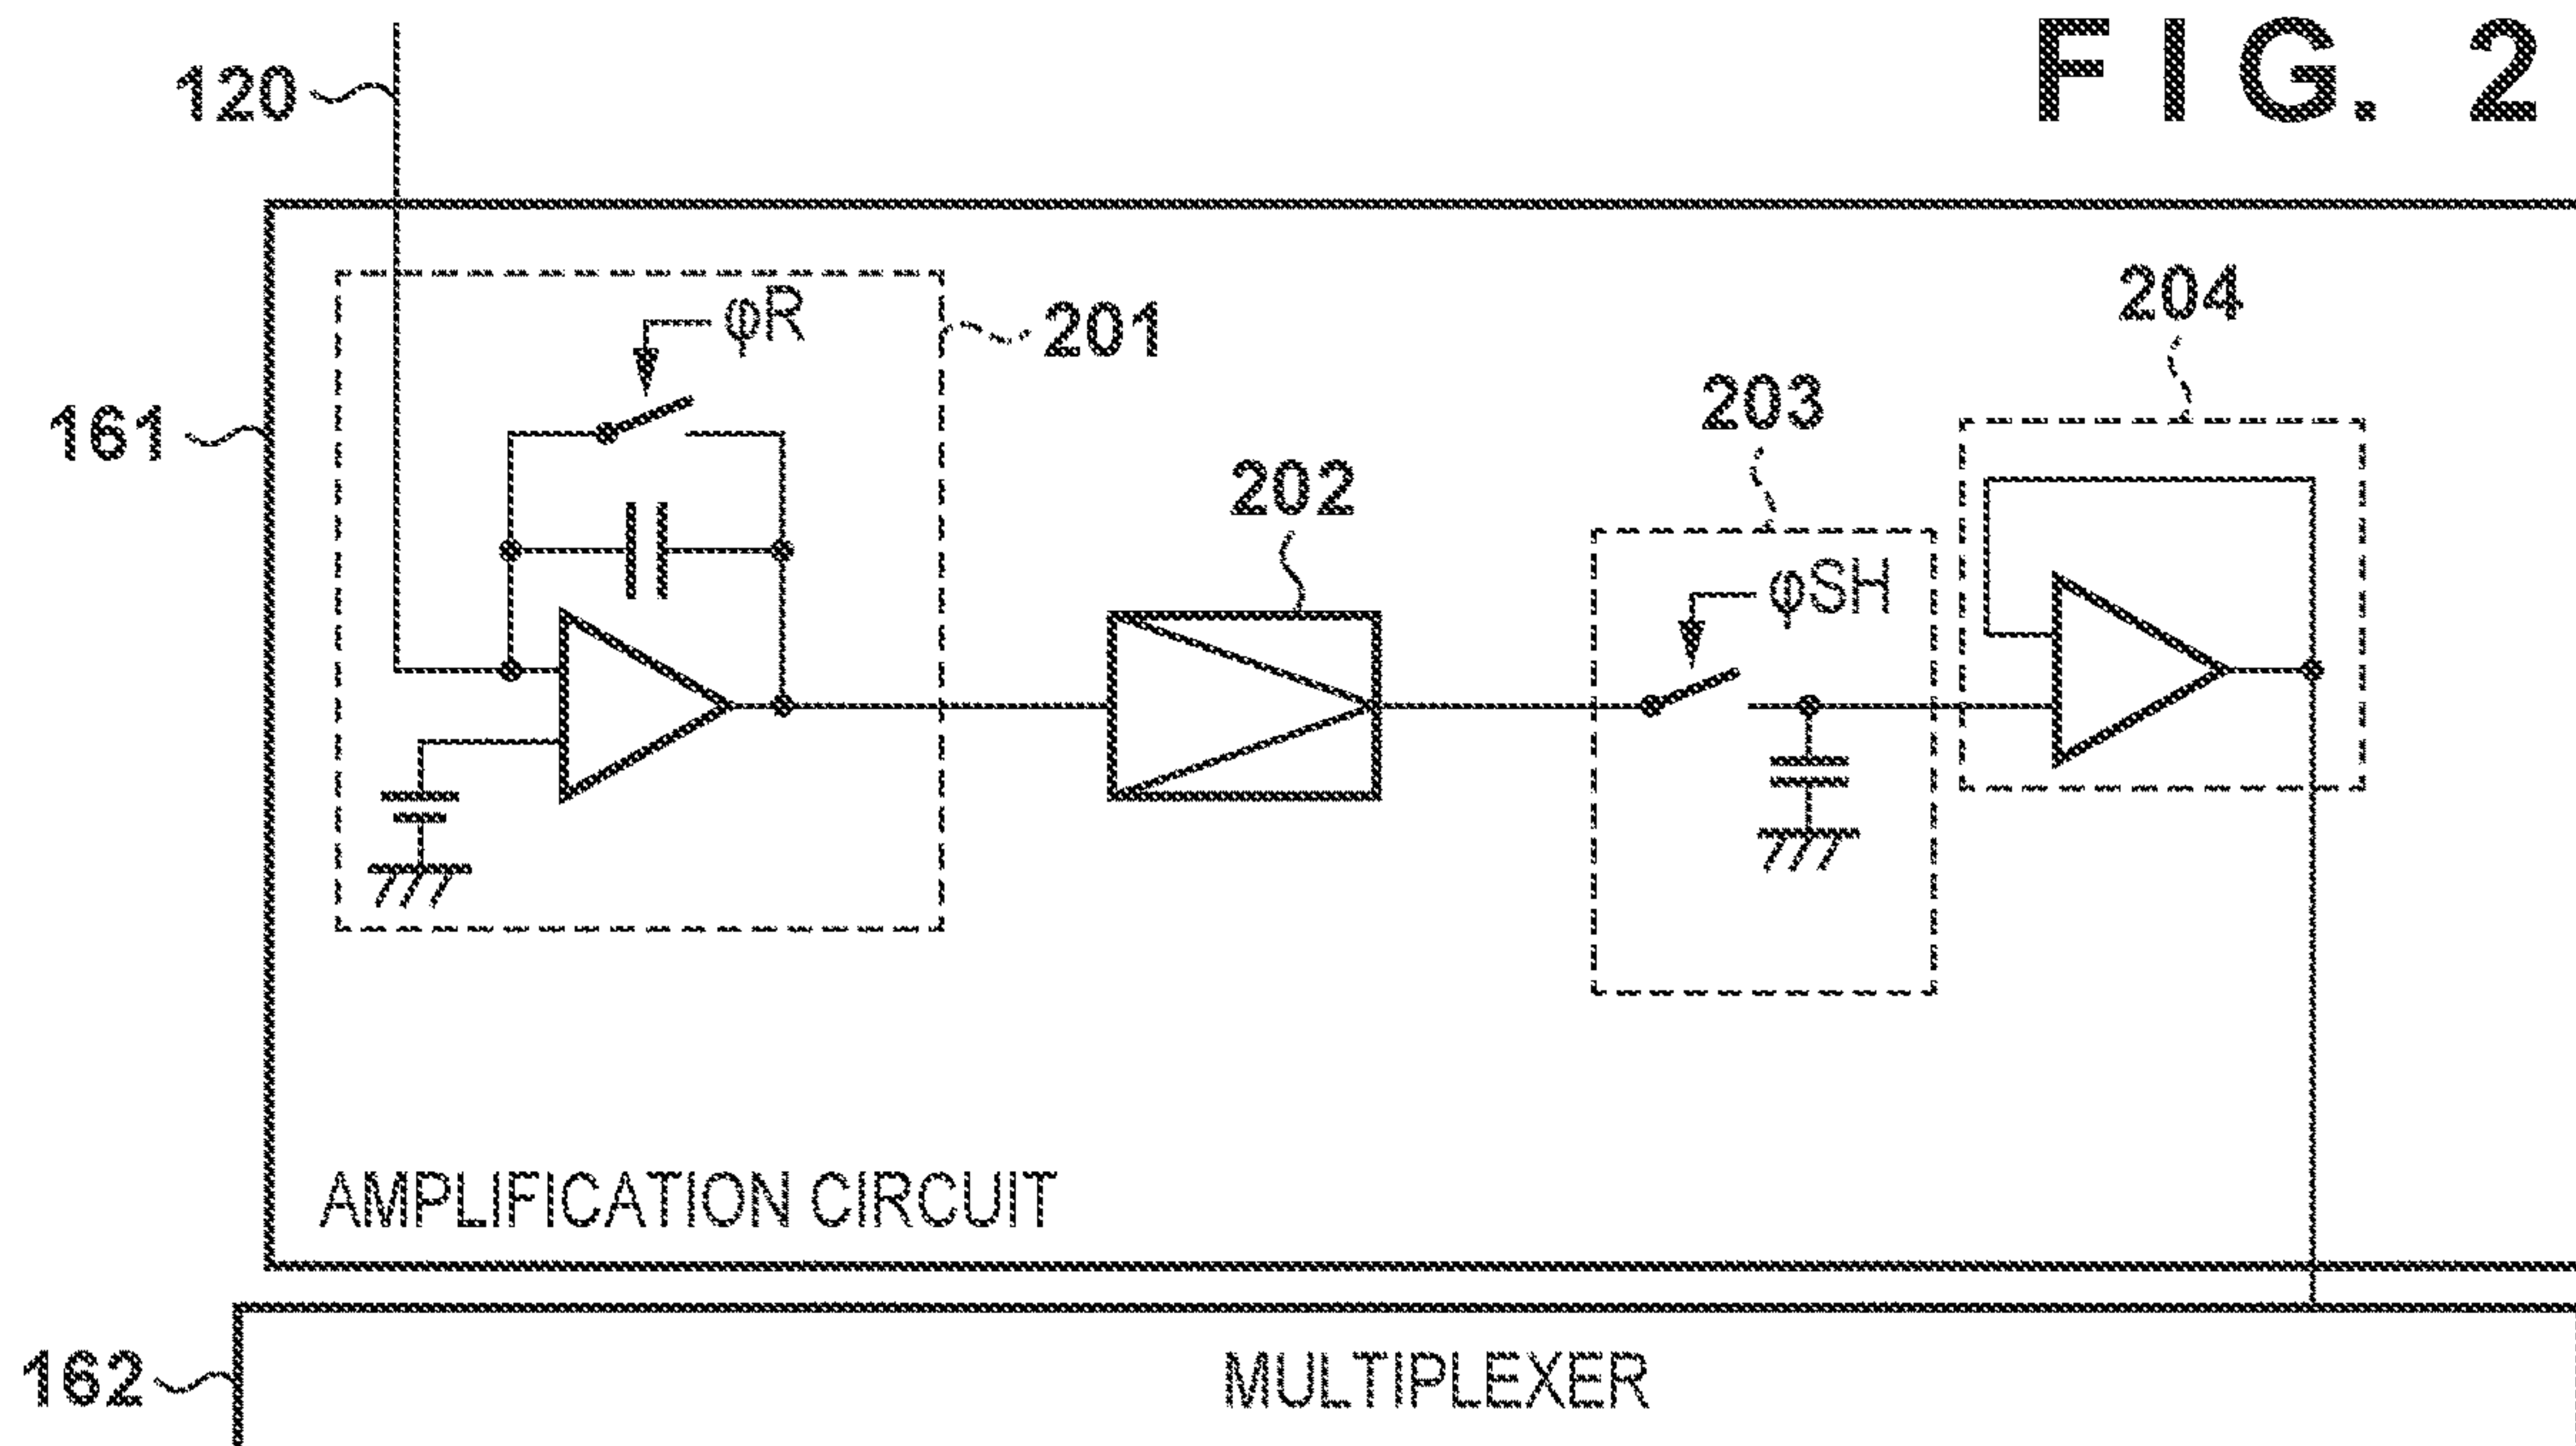 FIG. 2
120
161
φR
201
202
203
φSH
204
AMPLIFICATION CIRCUIT
162
MULTIPLEXER